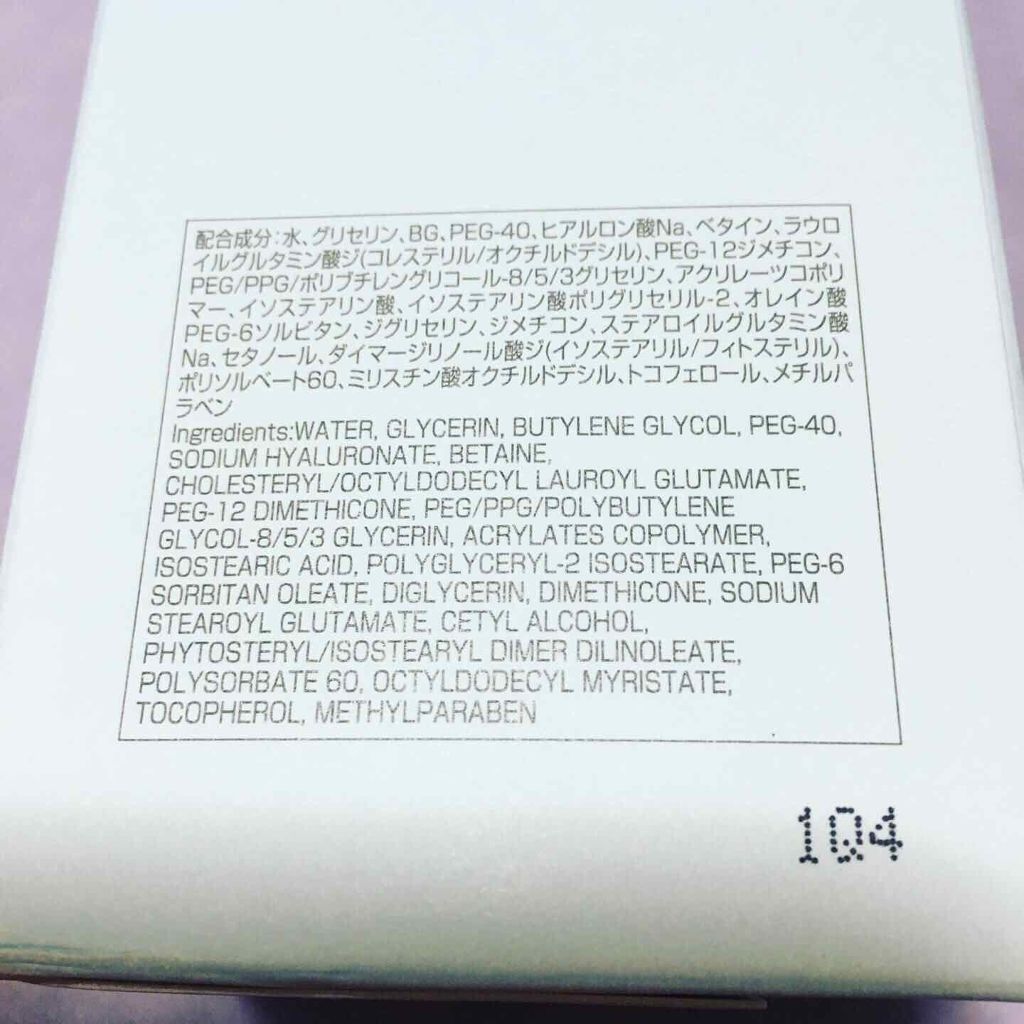 配合成分:水、グリセリン、BG、PEG-40、ヒアルロン酸Na、ベタイン、ラウロ
イルグルタミン酸ジ(コレステリル/オクチルドデシル)、PEG-12ジメチコン、
PEG/PPG/ポリブチレングリコール-8/5/3グリセリン、アクリレーツコポリ
マー、イソステアリン酸、イソステアリン酸ポリグリセリル-2、オレイン酸
PEG-6ソルビタン、ジグリセリン、ジメチコン、ステアロイルグルタミン酸
Na、セタノール、ダイマージリノール酸ジ(イソステアリル/フィトステリル)、
ポリソルベート60、ミリスチン酸オクチルドデシル、トコフェロール、メチルパ
ラベン
Ingredients:WATER, GLYCERIN, BUTYLENE GLYCOL, PEG-40,
SODIUM HYALURONATE, BETAINE,
CHOLESTERYL/OCTYLDODECYL LAUROYL GLUTAMATE,
PEG-12 DIMETHICONE, PEG/PPG/POLYBUTYLENE
GLYCOL-8/5/3 GLYCERIN, ACRYLATES COPOLYMER,
ISOSTEARIC ACID, POLYGLYCERYL-2 ISOSTEARATE, PEG-6
SORBITAN OLEATE, DIGLYCERIN, DIMETHICONE, SODIUM
STEAROYL GLUTAMATE, CETYL ALCOHOL,
PHYTOSTERYL/ISOSTEARYL DIMER DILINOLEATE,
POLYSORBATE 60, OCTYLDODECYL MYRISTATE,
TOCOPHEROL, METHYLPARABEN
1Q4